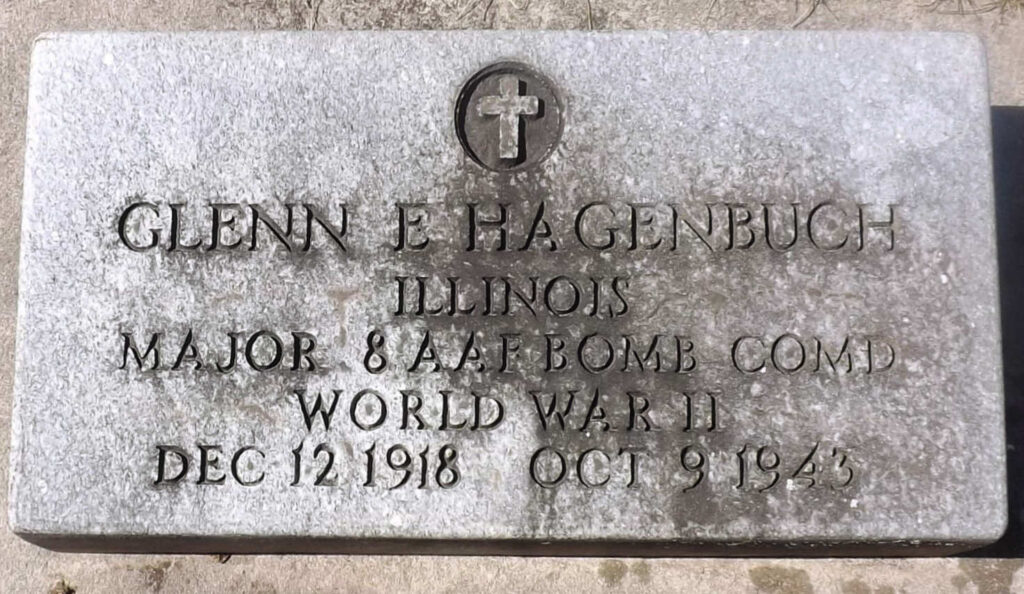 GLENN E HAGENBUCH
ILLINOIS
MAJOR 8 AAF BOMB COMD
WORLD WAR II
DEC 12 1918 OCT 9 1943